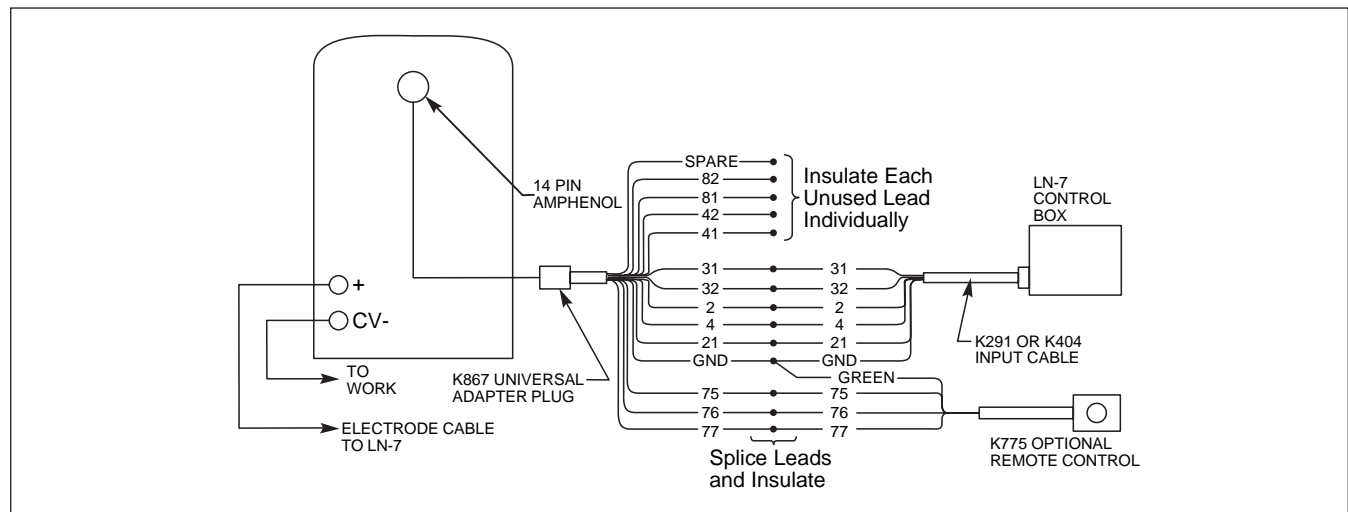 14 PIN
AMPHENOL
+
CV-
TO
WORK
ELECTRODE CABLE
TO LN-7
K867 UNIVERSAL
ADAPTER PLUG
SPARE
82
81
42
41
Insulate Each
Unused Lead
Individually
31 31
32 32
2 2
4 4
21 21
GND GND
GREEN
75 75
76 76
77 77
Splice Leads
and Insulate
LN-7
CONTROL
BOX
K291 OR K404
INPUT CABLE
K775 OPTIONAL
REMOTE CONTROL